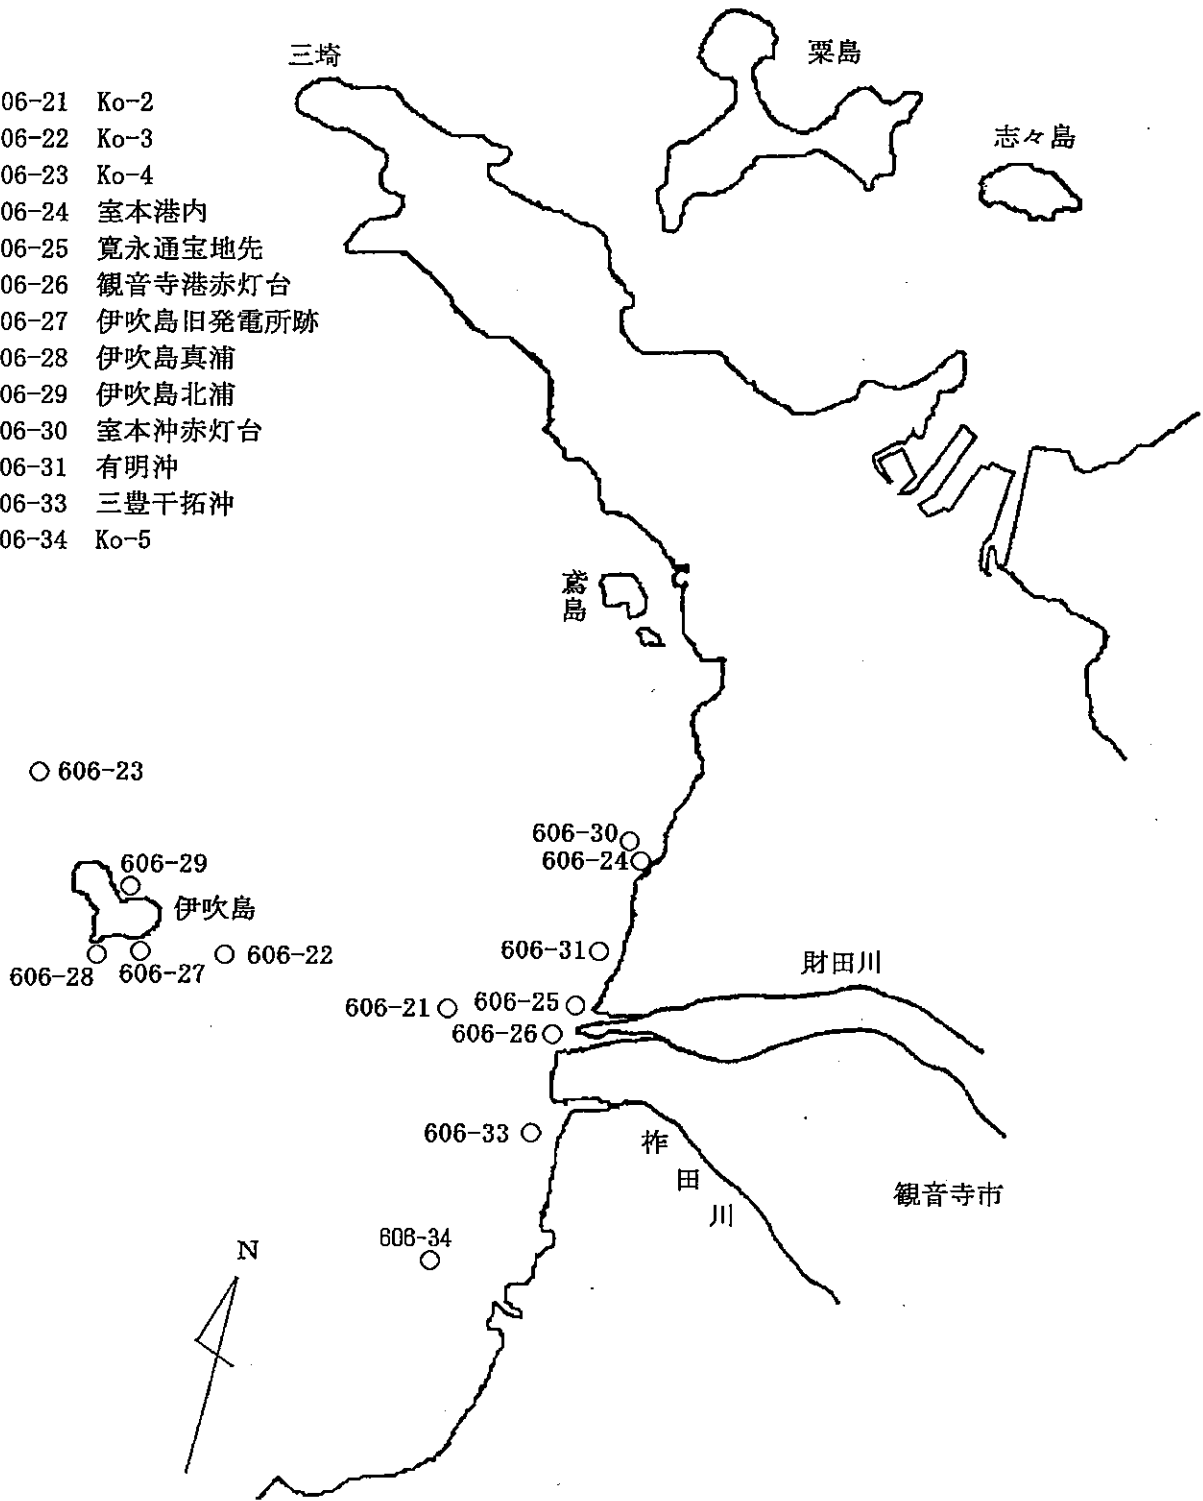 三埼
粟島
志々島
06-21 Ko-2
06-22 Ko-3
06-23 Ko-4
06-24 室本港内
06-25 寛永通宝地先
06-26 観音寺港赤灯台
06-27 伊吹島旧発電所跡
06-28 伊吹島真浦
06-29 伊吹島北浦
06-30 室本沖赤灯台
06-31 有明沖
06-33 三豊干拓沖
06-34 Ko-5
鳶島
606-23
606-30
606-24
606-29
伊吹島
606-31
606-22
606-28
606-27
財田川
606-21
606-25
606-26
606-33
柞田川
観音寺市
606-34
N